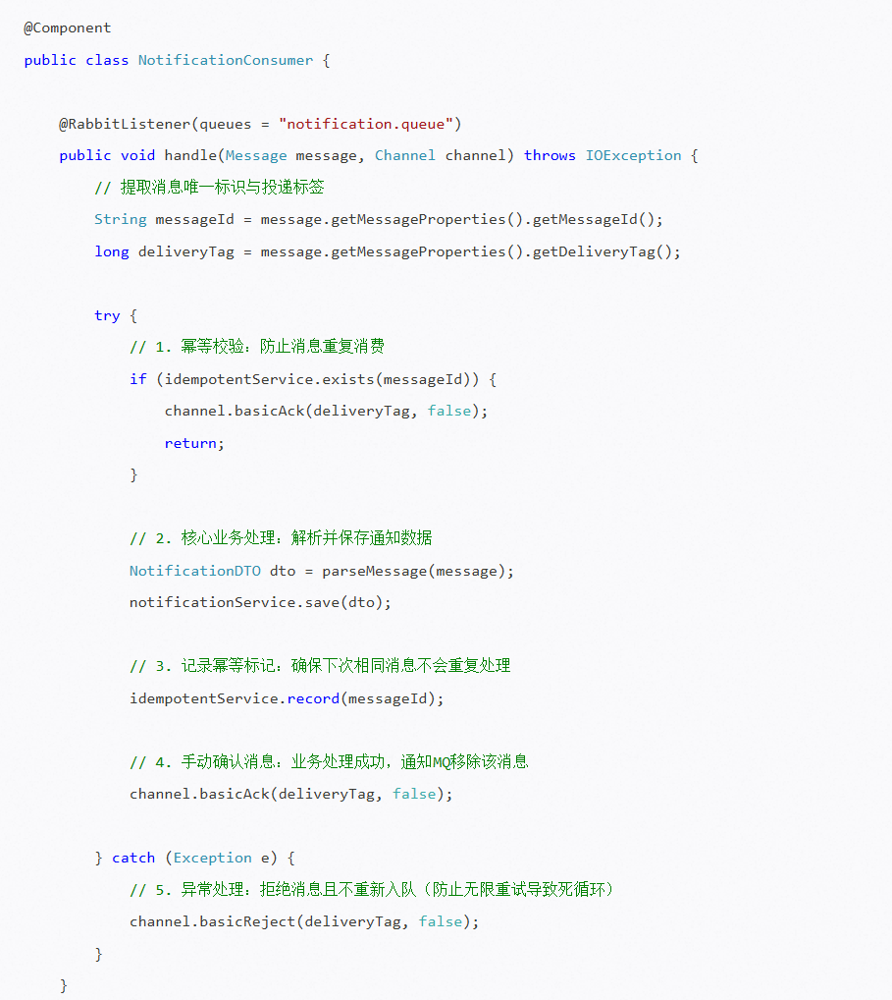 @Component
public class NotificationConsumer {
@RabbitListener(queues = "notification.queue")
public void handle(Message message, Channel channel) throws IOException {
// 提取消息唯一标识与投递标签
String messageId = message.getMessageProperties().getMessageId();
long deliveryTag = message.getMessageProperties().getDeliveryTag();
try {
// 1. 幂等校验：防止消息重复消费
if (idempotentService.exists(messageId)) {
channel.basicAck(deliveryTag, false);
return;
}
// 2. 核心业务处理：解析并保存通知数据
NotificationDTO dto = parseMessage(message);
notificationService.save(dto);
// 3. 记录幂等标记：确保下次相同消息不会重复处理
idempotentService.record(messageId);
// 4. 手动确认消息：业务处理成功，通知MQ移除该消息
channel.basicAck(deliveryTag, false);
} catch (Exception e) {
// 5. 异常处理：拒绝消息且不重新入队（防止无限重试导致死循环）
channel.basicReject(deliveryTag, false);
}
}